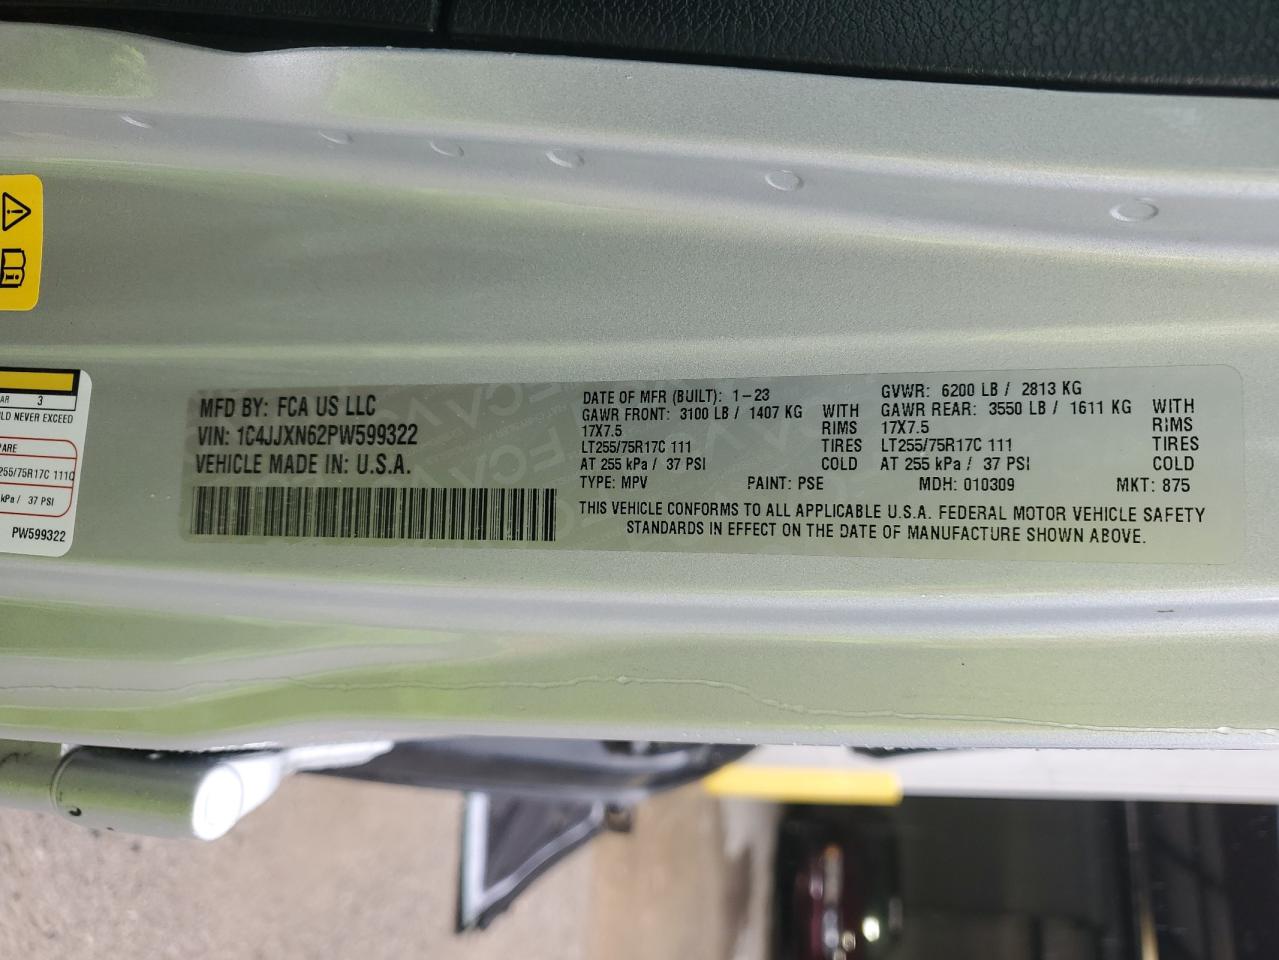 MFD BY: FCA US LLC
VIN: 1C4JJXN62PW599322
VEHICLE MADE IN: U.S.A.
DATE OF MFR (BUILT): 1-23
GAWR FRONT: 3100 LB / 1407 KG WITH
17X7.5 RIMS
LT255/75R17C 111 TIRES
AT 255 kPa / 37 PSI COLD
GVWR: 6200 LB / 2813 KG
GAWR REAR: 3550 LB / 1611 KG WITH
17X7.5 RIMS
LT255/75R17C 111 TIRES
AT 255 kPa / 37 PSI COLD
TYPE: MPV PAINT: PSE MDH: 010309 MKT: 875
THIS VEHICLE CONFORMS TO ALL APPLICABLE U.S.A. FEDERAL MOTOR VEHICLE SAFETY
STANDARDS IN EFFECT ON THE DATE OF MANUFACTURE SHOWN ABOVE.
3
NEVER EXCEED
255/75R17C 111C
kPa / 37 PSI
PW599322